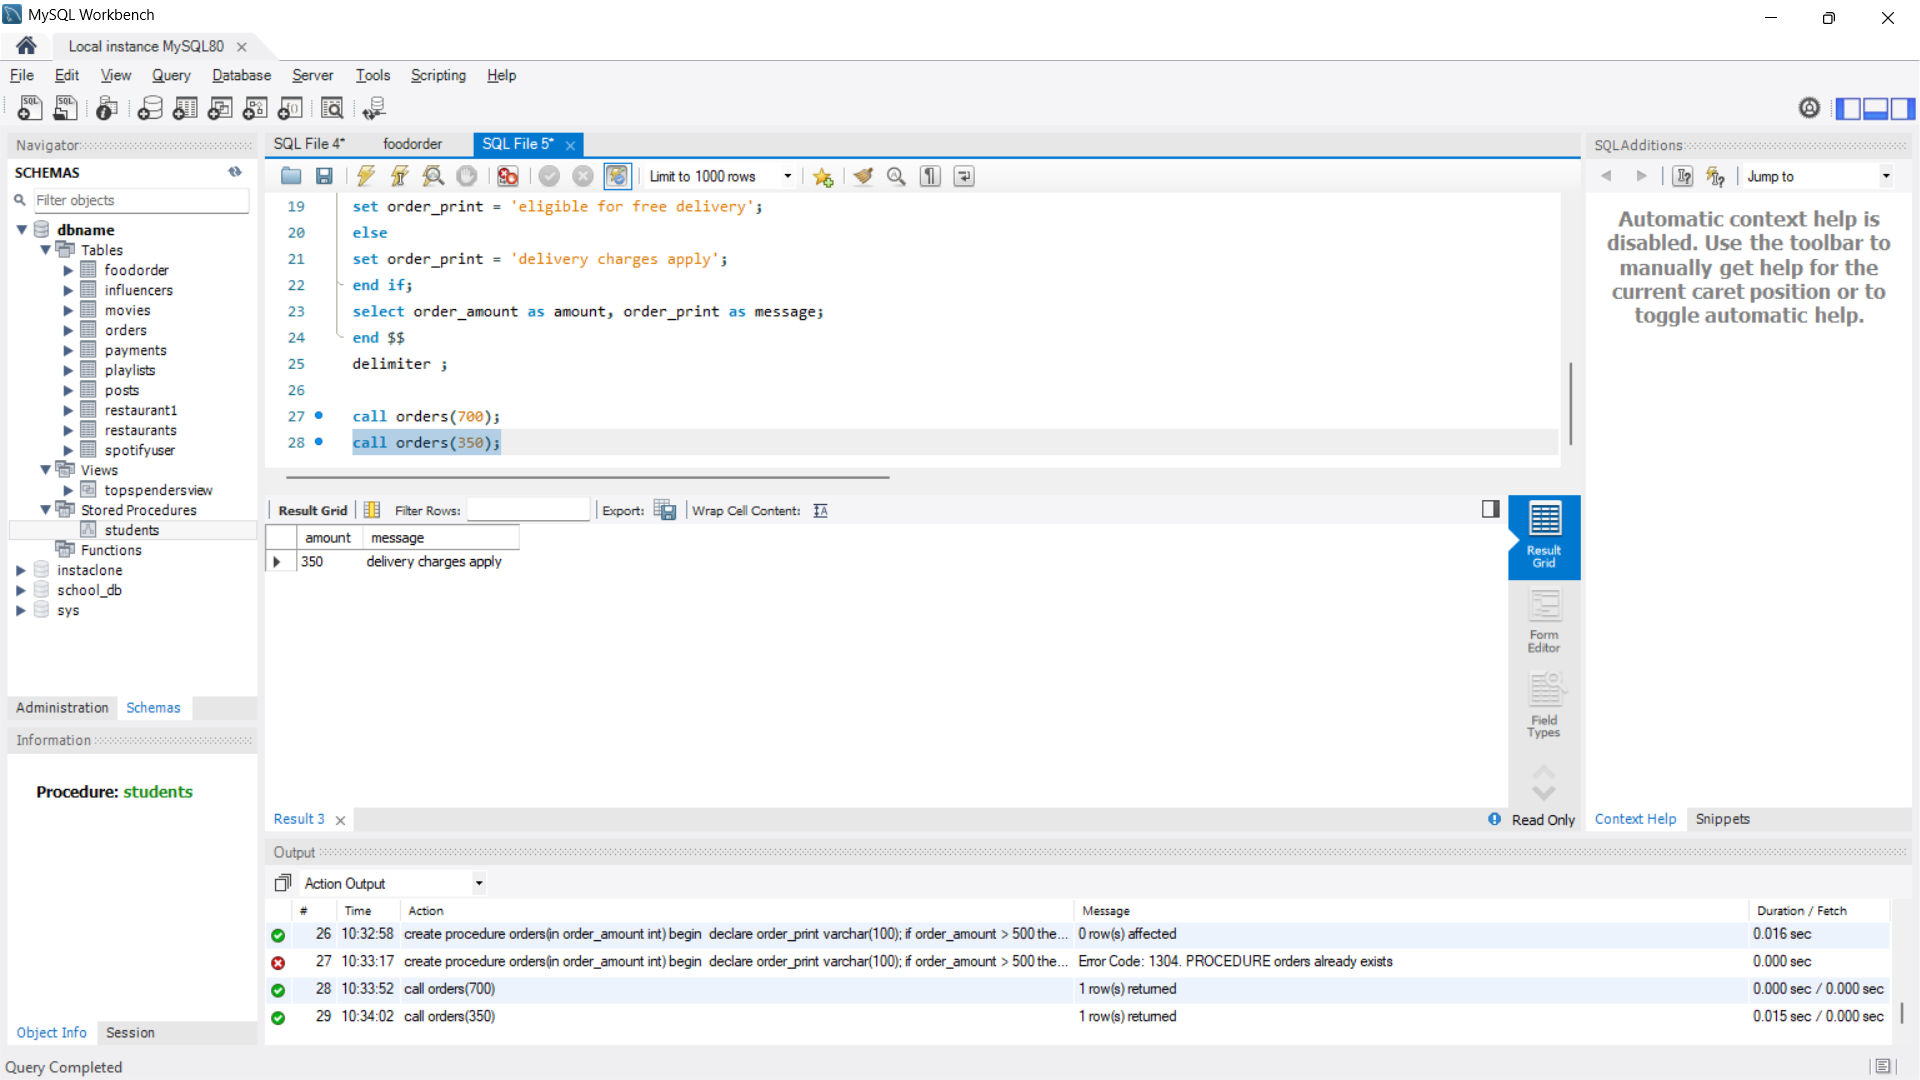 MySQL Workbench
Local instance MySQL80
File Edit View Query Database Server Tools Scripting Help
Navigator
SCHEMAS
Filter objects
dbname
Tables
foodorder
influencers
movies
orders
payments
playlists
posts
restaurant1
restaurants
spotifyuser
Views
topspendersview
Stored Procedures
students
Functions
instaclone
school_db
sys
Administration Schemas
Information
Procedure: students
Object Info Session
SQL File 4* foodorder SQL File 5*
Limit to 1000 rows
19 set order_print = 'eligible for free delivery';
20 else
21 set order_print = 'delivery charges apply';
22 end if;
23 select order_amount as amount, order_print as message;
24 end $$
25 delimiter ;
26
27 call orders(700);
28 call orders(350);
Result Grid Filter Rows: Export: Wrap Cell Content:
amount message
350 delivery charges apply
Result Grid
Form Editor
Field Types
Result 3 Read Only
SQLAdditions
Jump to
Automatic context help is
disabled. Use the toolbar to
manually get help for the
current caret position or to
toggle automatic help.
Context Help Snippets
Output
Action Output
# Time Action Message Duration / Fetch
26 10:32:58 create procedure orders(in order_amount int) begin declare order_print varchar(100); if order_amount > 500 the... 0 row(s) affected 0.016 sec
27 10:33:17 create procedure orders(in order_amount int) begin declare order_print varchar(100); if order_amount > 500 the... Error Code: 1304. PROCEDURE orders already exists 0.000 sec
28 10:33:52 call orders(700) 1 row(s) returned 0.000 sec / 0.000 sec
29 10:34:02 call orders(350) 1 row(s) returned 0.015 sec / 0.000 sec
Query Completed